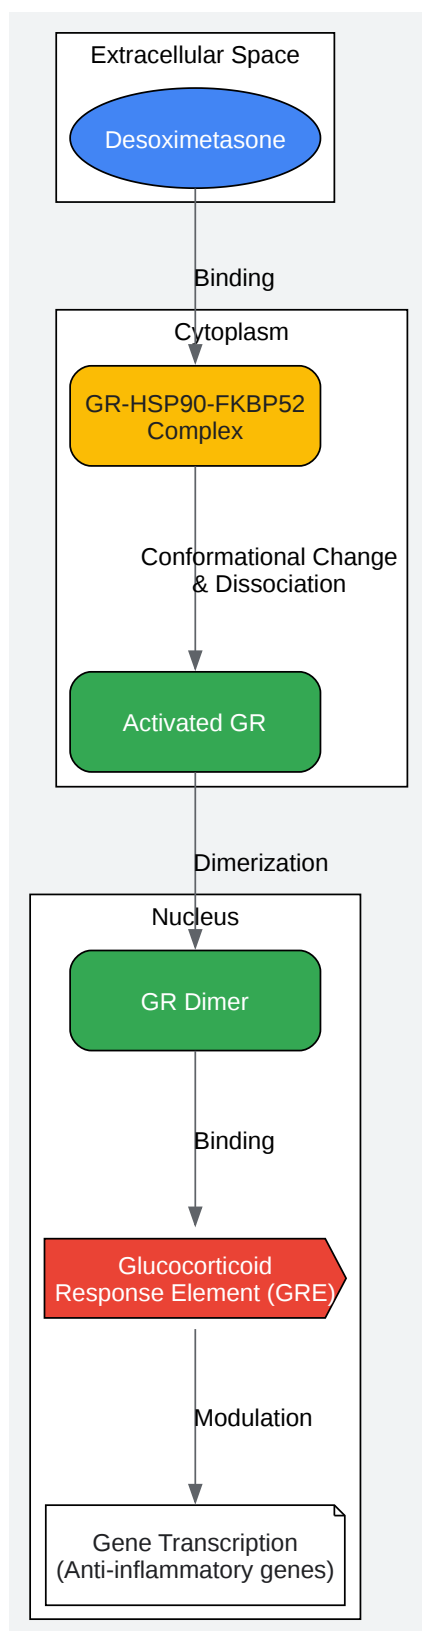 Extracellular Space
Desoximetasone
Binding
Cytoplasm
GR-HSP90-FKBP52
Complex
Conformational Change
& Dissociation
Activated GR
Dimerization
Nucleus
GR Dimer
Binding
Glucocorticoid
Response Element (GRE)
Modulation
Gene Transcription
(Anti-inflammatory genes)